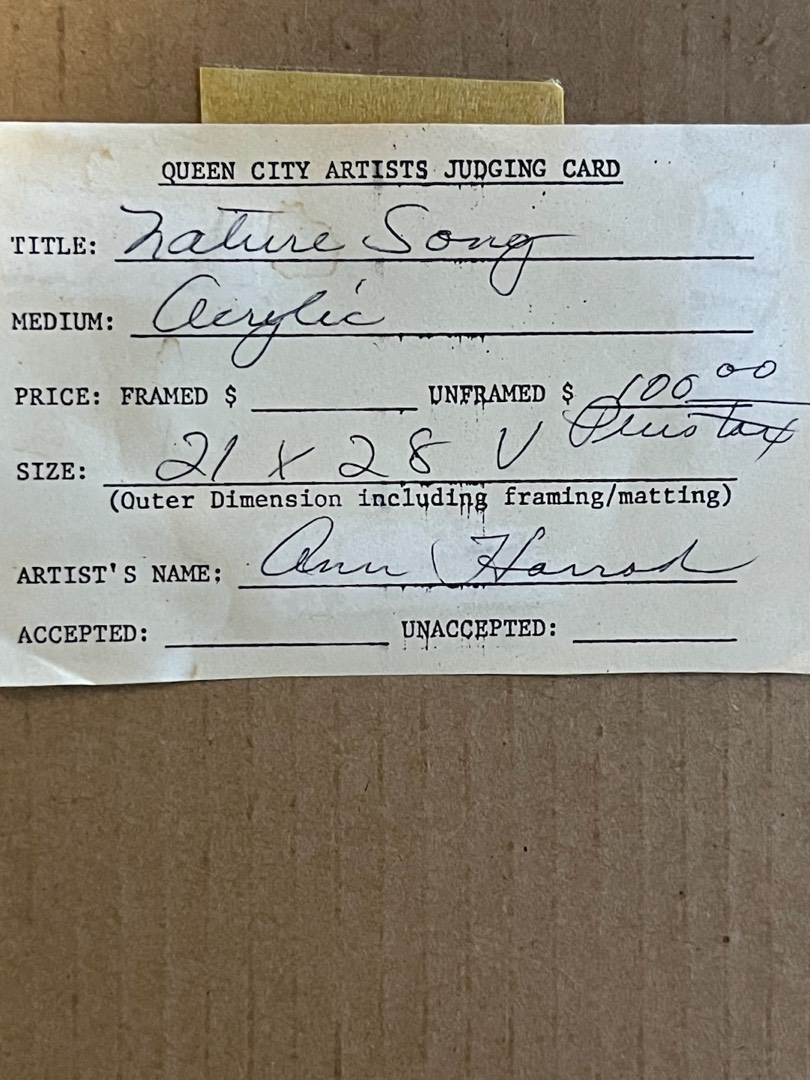 QUEEN CITY ARTISTS JUDGING CARD
TITLE: Nature Song
MEDIUM: Acrylic
PRICE: FRAMED $ UNFRAMED $ 100.00
Plus tax
SIZE: 21 X 28 V
(Outer Dimension including framing/matting)
ARTIST'S NAME: Ann Harrod
ACCEPTED: UNACCEPTED: